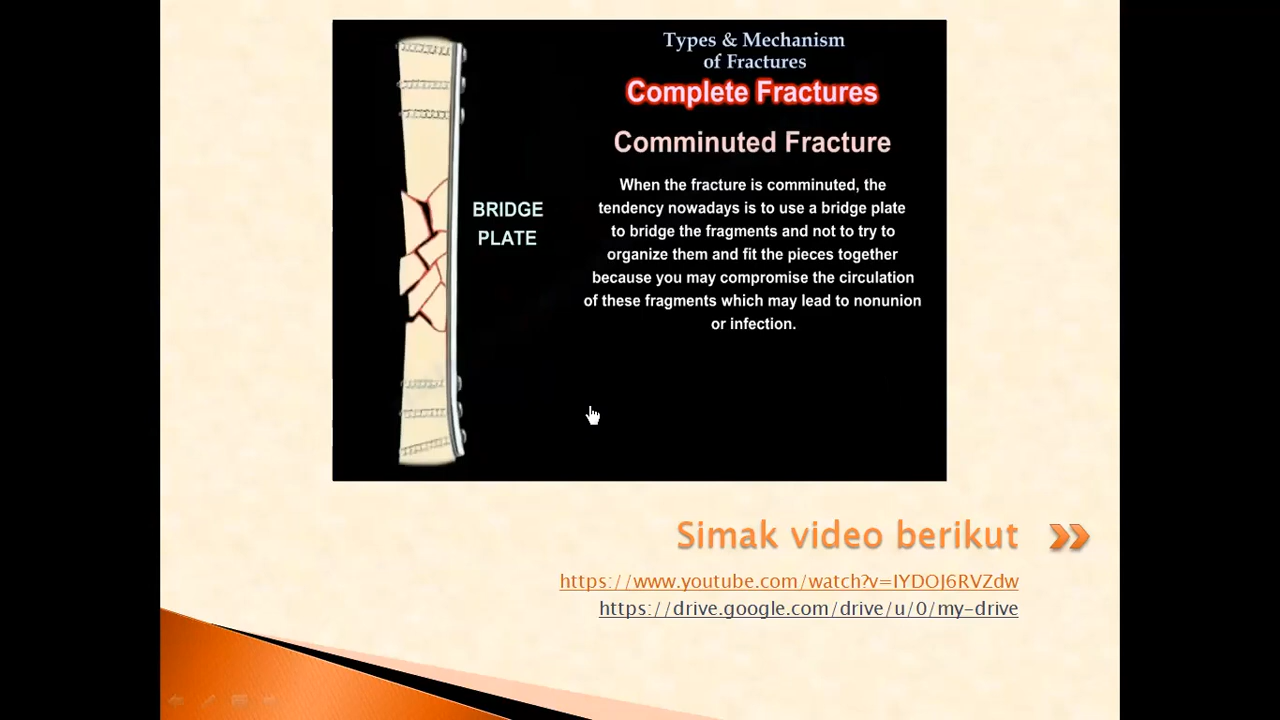 Types & Mechanism
of Fractures
Complete Fractures
Comminuted Fracture
When the fracture is comminuted, the
tendency nowadays is to use a bridge plate
to bridge the fragments and not to try to
organize them and fit the pieces together
because you may compromise the circulation
of these fragments which may lead to nonunion
or infection.
BRIDGE
PLATE
Simak video berikut
https://www.youtube.com/watch?v=IYDOJ6RVZdw
https://drive.google.com/drive/u/0/my-drive